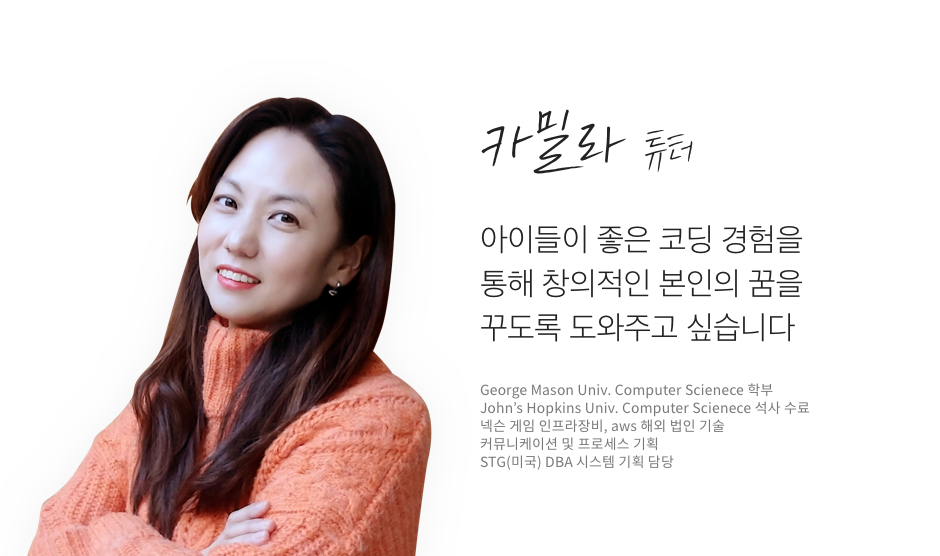 카밀라 튜터
아이들이 좋은 코딩 경험을
통해 창의적인 본인의 꿈을
꾸도록 도와주고 싶습니다
George Mason Univ. Computer Scienece 학부
John’s Hopkins Univ. Computer Scienece 석사 수료
넥슨 게임 인프라장비, aws 해외 법인 기술
커뮤니케이션 및 프로세스 기획
STG(미국) DBA 시스템 기획 담당